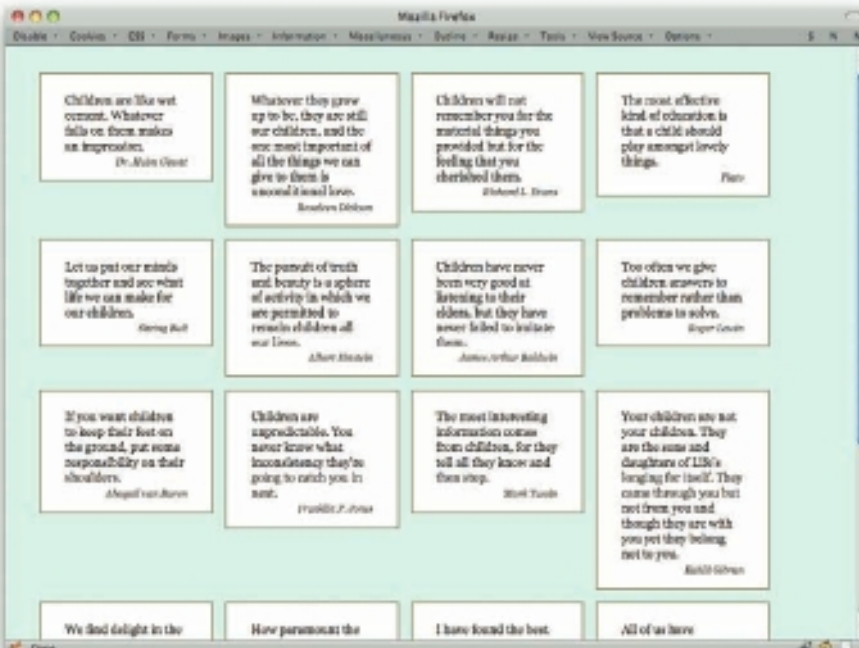 Mozilla Firefox
Disable Cookies CSS Forms Images Information Miscellaneous Outline Resize Tools View Source Options
Children are like wet
cement. Whatever
falls on them makes
an impression.
Dr. Haim Ginott
Whatever they grow
up to be, they are still
our children, and the
one most important of
all the things we can
give to them is
unconditional love.
Rosaleen Dickson
Children will not
remember you for the
material things you
provided but for the
feeling that you
cherished them.
Richard L. Evans
The most effective
kind of education is
that a child should
play amongst lovely
things.
Plato
Let us put our minds
together and see what
life we can make for
our children.
Sitting Bull
The pursuit of truth
and beauty is a sphere
of activity in which we
are permitted to
remain children all
our lives.
Albert Einstein
Children have never
been very good at
listening to their
elders, but they have
never failed to imitate
them.
James Arthur Baldwin
Too often we give
children answers to
remember rather than
problems to solve.
Roger Lewin
If you want children
to keep their feet on
the ground, put some
responsibility on their
shoulders.
Abigail van Buren
Children are
unpredictable. You
never know what
inconsistency they're
going to catch you in
next.
Franklin P. Jones
The most interesting
information comes
from children, for they
tell all they know and
then stop.
Mark Twain
Your children are not
your children. They
are the sons and
daughters of Life's
longing for itself. They
came through you but
not from you and
though they are with
you yet they belong
not to you.
Kahlil Gibran
We find delight in the
How paramount the
I have found the best
All of us have
Done